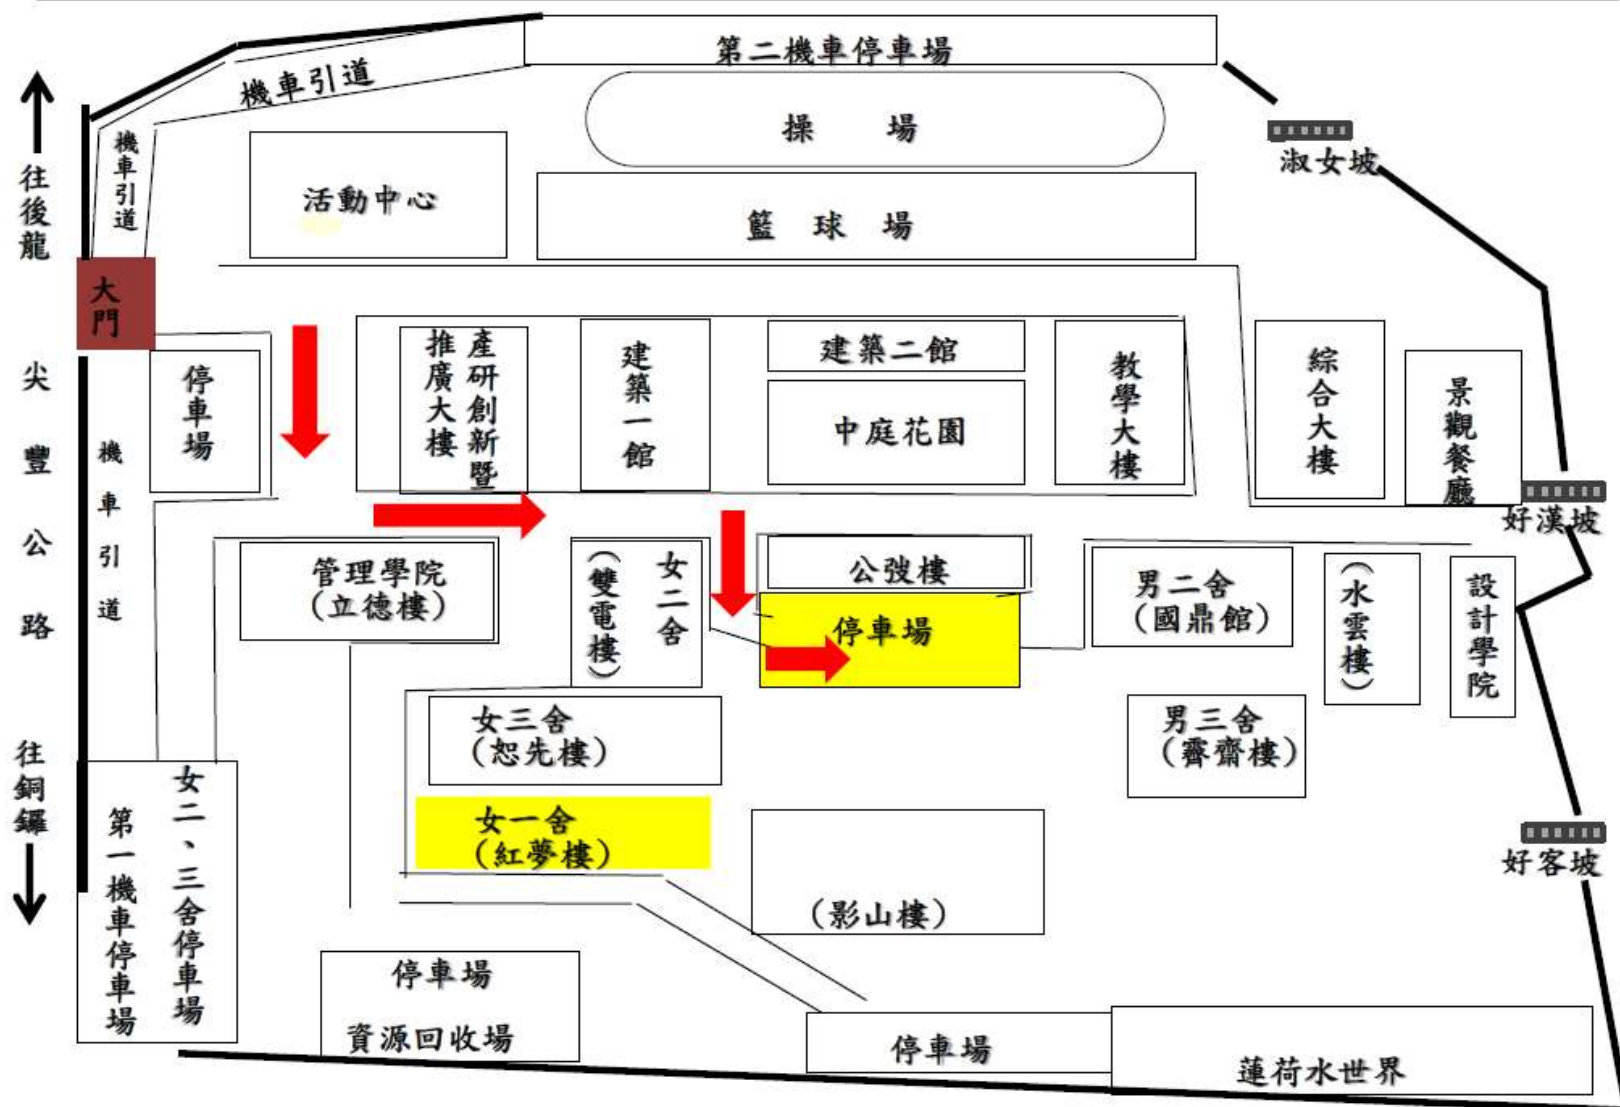 第二機車停車場
機車引道
操 場
機車引道
淑女坡
往後龍
活動中心
籃 球 場
大門
停車場
產研創新暨
推廣大樓
建築一館
建築二館
中庭花園
教學大樓
綜合大樓
景觀餐廳
好漢坡
尖豐公路
機車引道
管理學院
(立德樓)
女二舍
(雙電樓)
公弢樓
停車場
男二舍
(國鼎館)
(水雲樓)
設計學院
女三舍
(恕先樓)
男三舍
(霽齋樓)
往銅鑼
女二、三舍停車場
第一機車停車場
女一舍
(紅夢樓)
(影山樓)
好客坡
停車場
資源回收場
停車場
蓮荷水世界